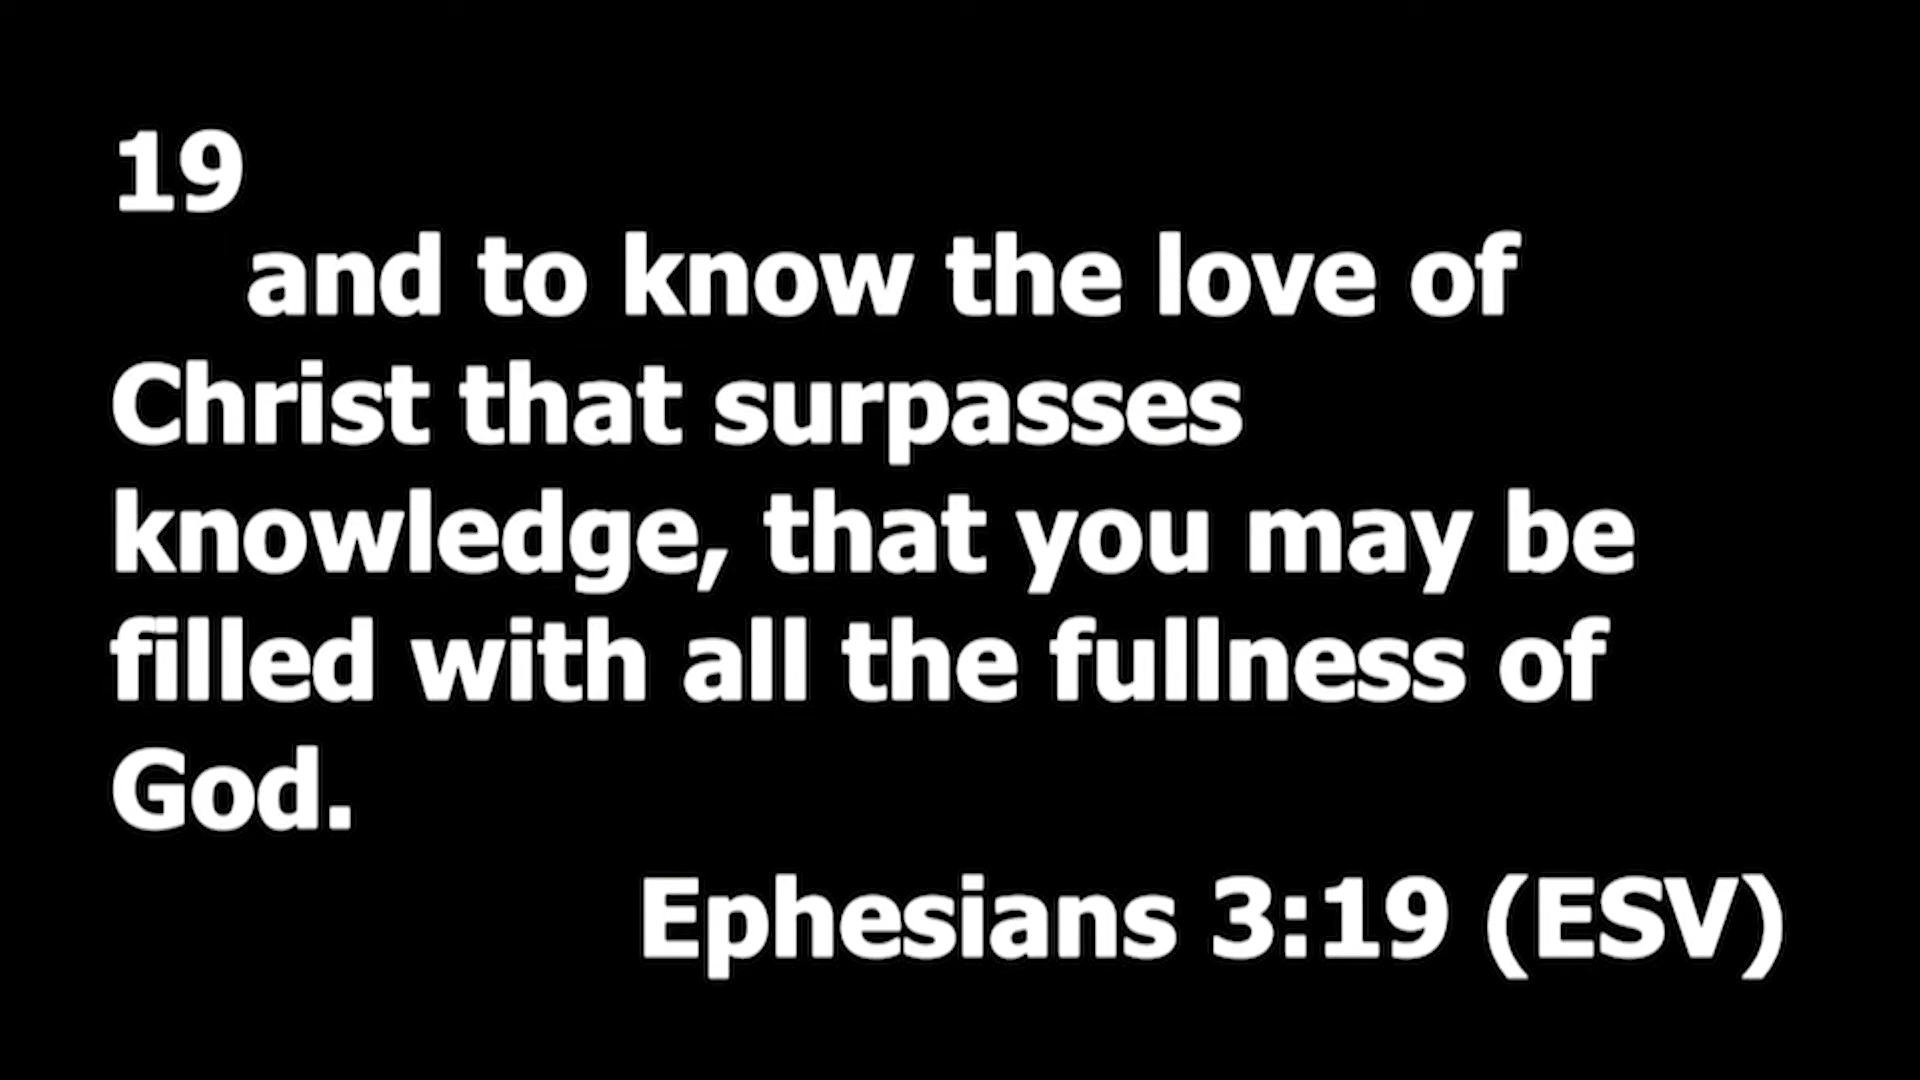 19
and to know the love of
Christ that surpasses
knowledge, that you may be
filled with all the fullness of
God.
Ephesians 3:19 (ESV)